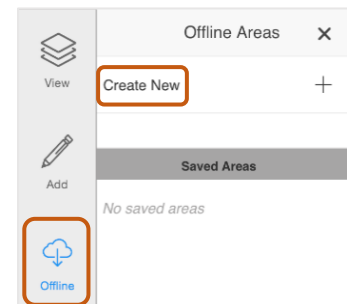 Offline Areas
View
Create New
Add
Saved Areas
No saved areas
Offline